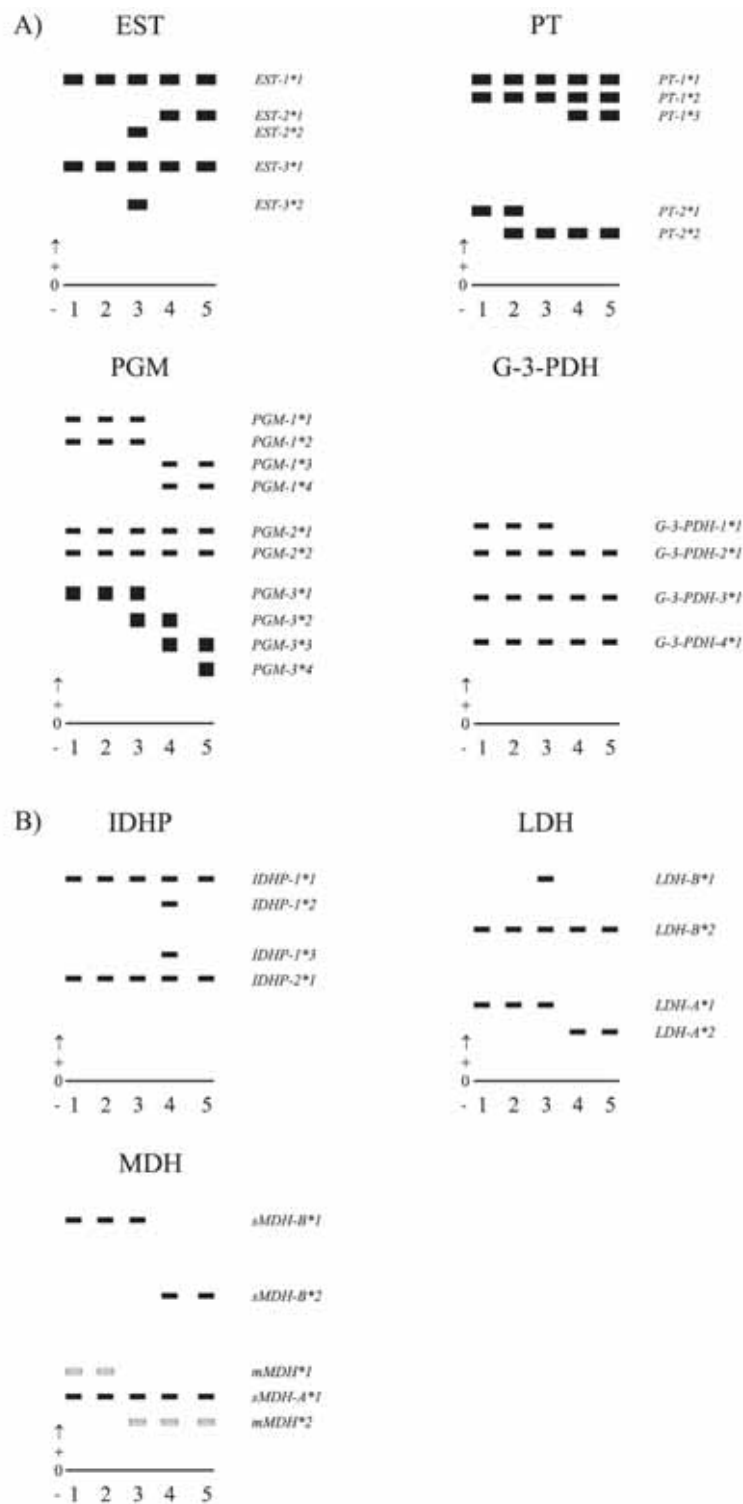 A)
EST
EST-1*1
EST-2*1
EST-2*2
EST-3*1
EST-3*2
↑
+
0
- 1 2 3 4 5
PT
PT-1*1
PT-1*2
PT-1*3
PT-2*1
PT-2*2
↑
+
0
- 1 2 3 4 5
PGM
PGM-1*1
PGM-1*2
PGM-1*3
PGM-1*4
PGM-2*1
PGM-2*2
PGM-3*1
PGM-3*2
PGM-3*3
PGM-3*4
↑
+
0
- 1 2 3 4 5
G-3-PDH
G-3-PDH-1*1
G-3-PDH-2*1
G-3-PDH-3*1
G-3-PDH-4*1
↑
+
0
- 1 2 3 4 5
B)
IDHP
IDHP-1*1
IDHP-1*2
IDHP-1*3
IDHP-2*1
↑
+
0
- 1 2 3 4 5
LDH
LDH-B*1
LDH-B*2
LDH-A*1
LDH-A*2
↑
+
0
- 1 2 3 4 5
MDH
sMDH-B*1
sMDH-B*2
mMDH*1
sMDH-A*1
mMDH*2
↑
+
0
- 1 2 3 4 5